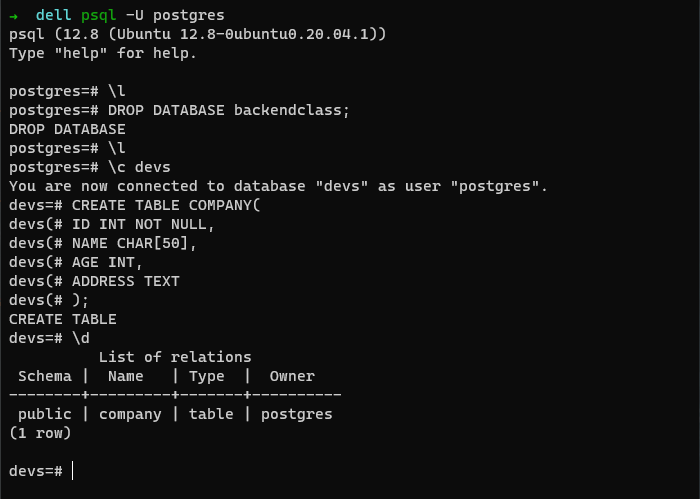 → dell psql -U postgres
psql (12.8 (Ubuntu 12.8-0ubuntu0.20.04.1))
Type "help" for help.

postgres=# \l
postgres=# DROP DATABASE backendclass;
DROP DATABASE
postgres=# \l
postgres=# \c devs
You are now connected to database "devs" as user "postgres".
devs=# CREATE TABLE COMPANY(
devs(# ID INT NOT NULL,
devs(# NAME CHAR[50],
devs(# AGE INT,
devs(# ADDRESS TEXT
devs(# );
CREATE TABLE
devs=# \d
          List of relations
 Schema |  Name   | Type  |  Owner
--------+---------+-------+----------
 public | company | table | postgres
(1 row)

devs=#